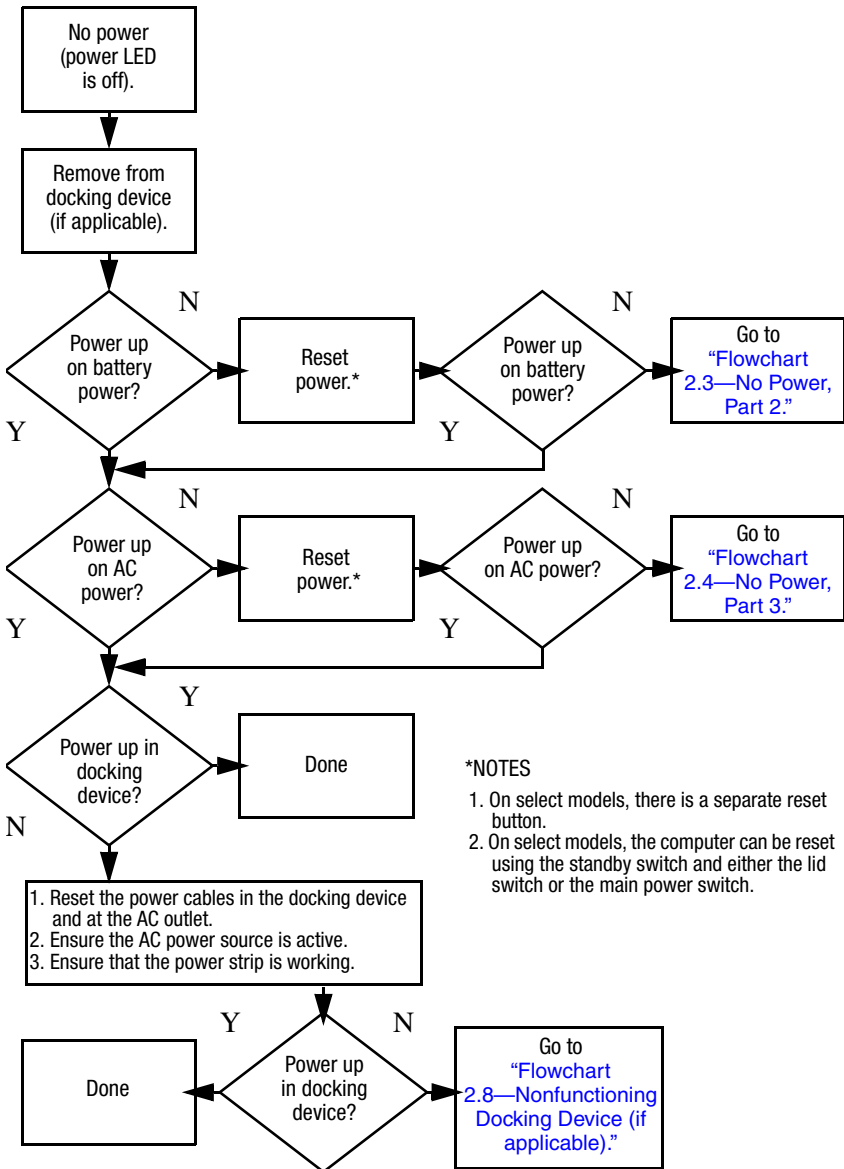 No power
(power LED
is off).
Remove from
docking device
(if applicable).
N
N
Power up
on battery
power?
Reset
power.*
Power up
on battery
power?
Go to
“Flowchart
2.3—No Power,
Part 2.”
Y
Y
N
N
Power up
on AC
power?
Reset
power.*
Power up
on AC power?
Go to
“Flowchart
2.4—No Power,
Part 3.”
Y
Y
Y
Power up in
docking
device?
Done
N
*NOTES
1. On select models, there is a separate reset
button.
2. On select models, the computer can be reset
using the standby switch and either the lid
switch or the main power switch.
1. Reset the power cables in the docking device
and at the AC outlet.
2. Ensure the AC power source is active.
3. Ensure that the power strip is working.
Y
N
Done
Power up
in docking
device?
Go to
“Flowchart
2.8—Nonfunctioning
Docking Device (if
applicable).”